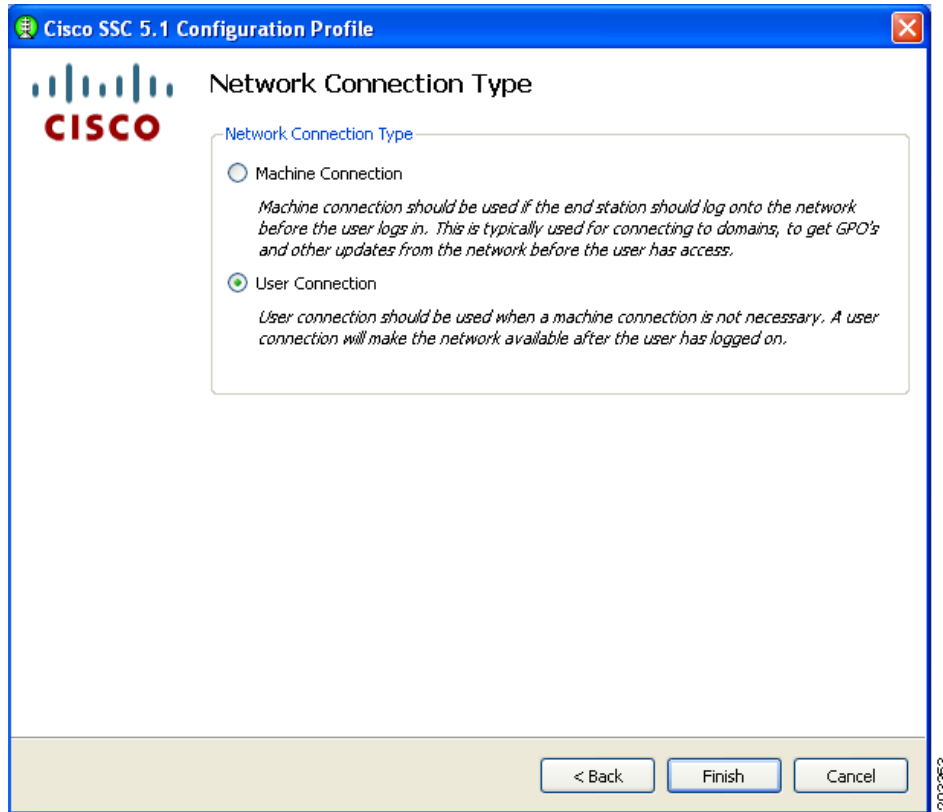 Cisco SSC 5.1 Configuration Profile
CISCO
Network Connection Type
Network Connection Type
Machine Connection
Machine connection should be used if the end station should log onto the network
before the user logs in. This is typically used for connecting to domains, to get GPO's
and other updates from the network before the user has access.
User Connection
User connection should be used when a machine connection is not necessary. A user
connection will make the network available after the user has logged on.
< Back
Finish
Cancel